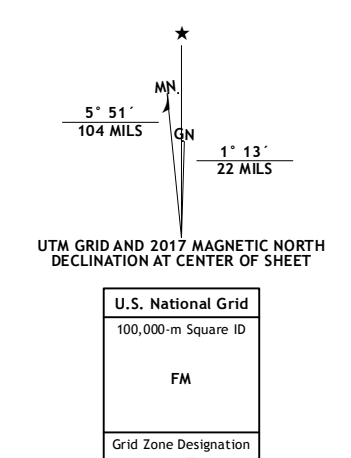 ★
MN.
5° 51´
104 MILS
GN
1° 13´
22 MILS
UTM GRID AND 2017 MAGNETIC NORTH
DECLINATION AT CENTER OF SHEET
U.S. National Grid
100,000-m Square ID
FM
Grid Zone Designation